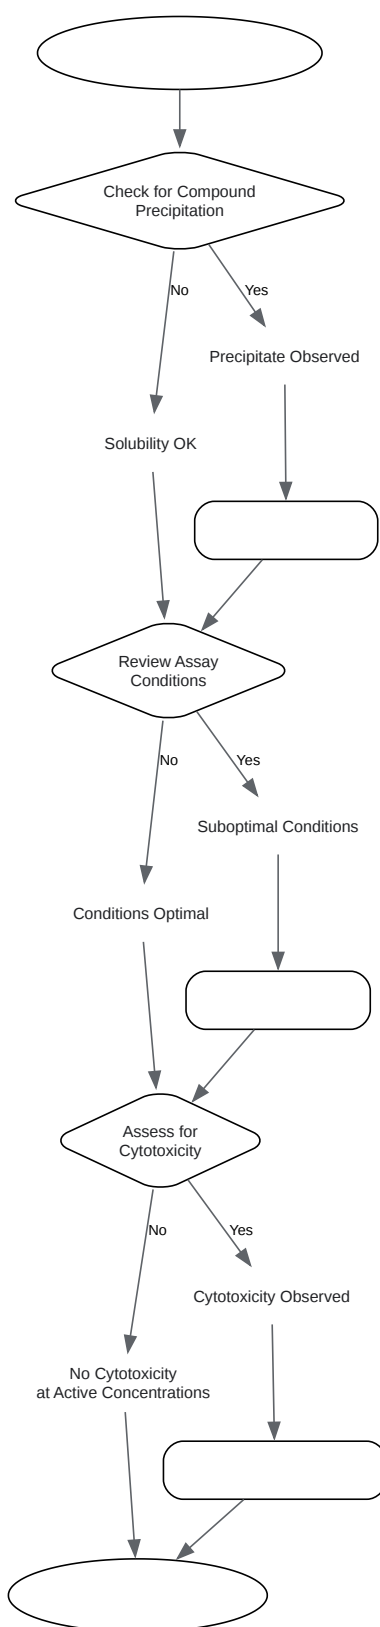 Check for Compound
Precipitation
No
Yes
Precipitate Observed
Solubility OK
Review Assay
Conditions
No
Yes
Suboptimal Conditions
Conditions Optimal
Assess for
Cytotoxicity
No
Yes
Cytotoxicity Observed
No Cytotoxicity
at Active Concentrations